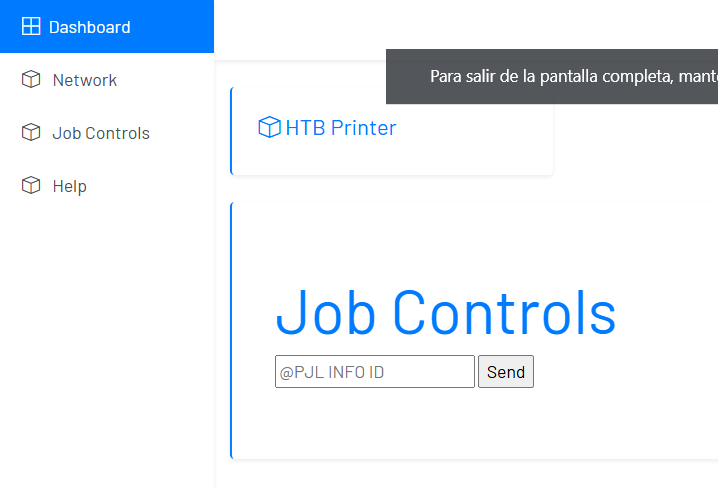 Dashboard
Network
Job Controls
Help
Para salir de la pantalla completa,
HTB Printer
Job Controls
@PJL INFO ID
Send